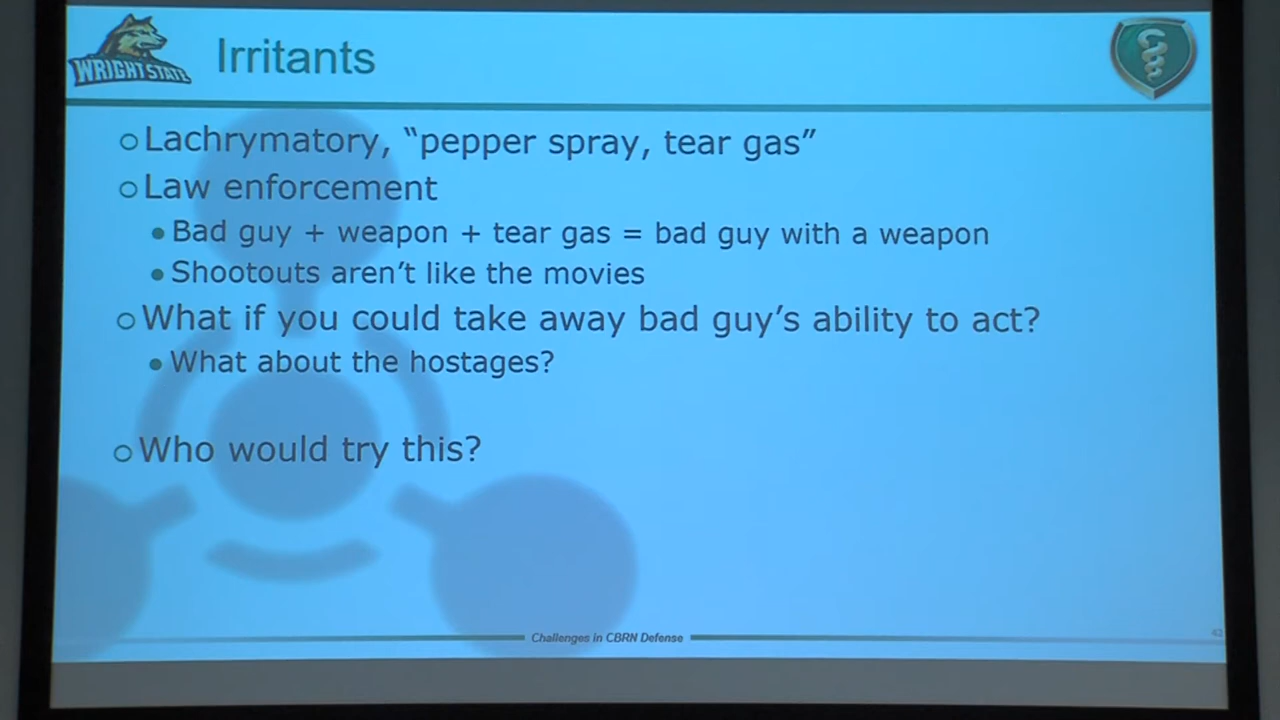 WRIGHT STATE
Irritants
Lachrymatory, “pepper spray, tear gas”
Law enforcement
Bad guy + weapon + tear gas = bad guy with a weapon
Shootouts aren’t like the movies
What if you could take away bad guy’s ability to act?
What about the hostages?
Who would try this?
Challenges in CBRN Defense